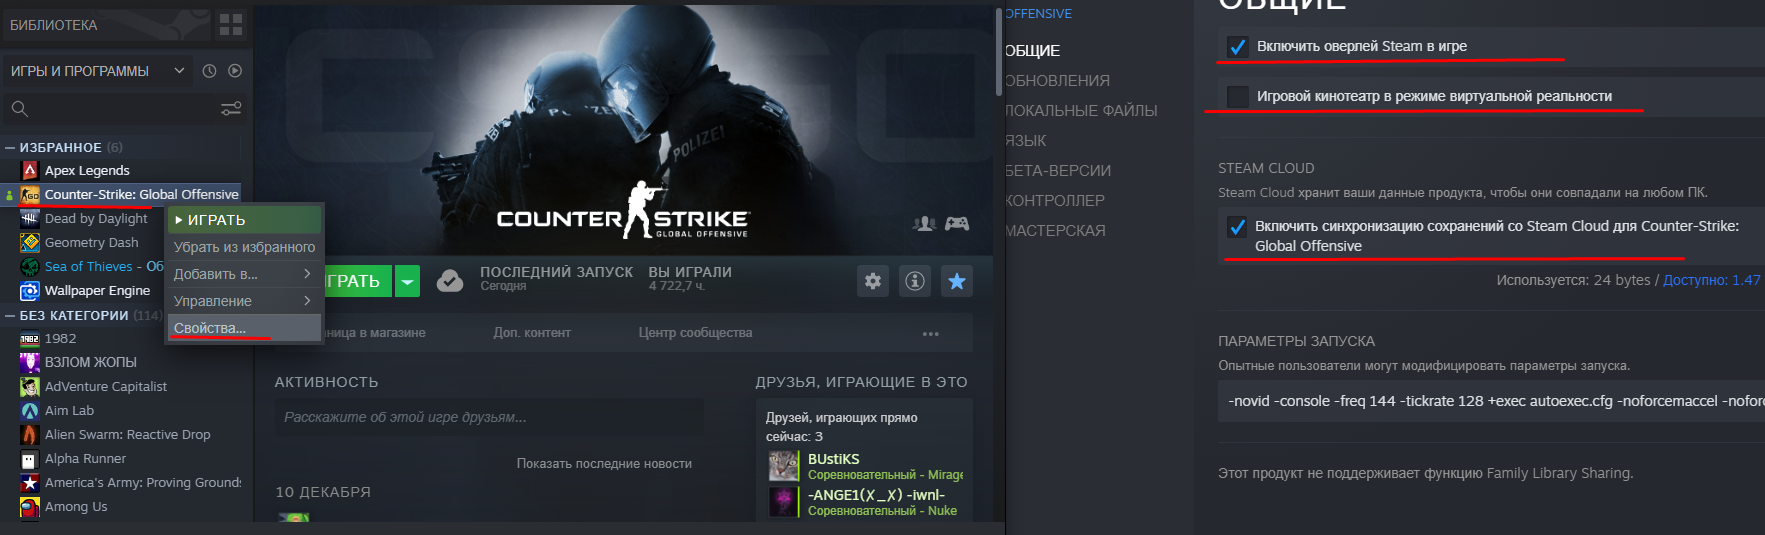 БИБЛИОТЕКА
ИГРЫ И ПРОГРАММЫ
ИЗБРАННОЕ (6)
Apex Legends
Counter-Strike: Global Offensive
Dead by Daylight
Geometry Dash
Sea of Thieves - Об
Wallpaper Engine
БЕЗ КАТЕГОРИИ (114)
1982
ВЗЛОМ ЖОПЫ
AdVenture Capitalist
Aim Lab
Alien Swarm: Reactive Drop
Alpha Runner
America's Army: Proving Grounds
Among Us
ИГРАТЬ
Убрать из избранного
Добавить в...
Управление
Свойства...
POLIZEI
POLIZEI
COUNTER STRIKE
GLOBAL OFFENSIVE
ГРАТЬ
ПОСЛЕДНИЙ ЗАПУСК
Сегодня
ВЫ ИГРАЛИ
4 722,7 ч.
ница в магазине
Доп. контент
Центр сообщества
АКТИВНОСТЬ
Расскажите об этой игре друзьям...
Показать последние новости
10 ДЕКАБРЯ
ДРУЗЬЯ, ИГРАЮЩИЕ В ЭТО
Друзей, играющих прямо
сейчас: 3
BUstiKS
Соревновательный - Mirage
-ANGE1(X_X) -iwnl-
Соревновательный - Nuke
OFFENSIVE
ОБЩИЕ
ОБНОВЛЕНИЯ
ЛОКАЛЬНЫЕ ФАЙЛЫ
ЯЗЫК
БЕТА-ВЕРСИИ
КОНТРОЛЛЕР
МАСТЕРСКАЯ
ОБЩИЕ
Включить оверлей Steam в игре
Игровой кинотеатр в режиме виртуальной реальности
STEAM CLOUD
Steam Cloud хранит ваши данные продукта, чтобы они совпадали на любом ПК.
Включить синхронизацию сохранений со Steam Cloud для Counter-Strike:
Global Offensive
Используется: 24 bytes / Доступно: 1.47
ПАРАМЕТРЫ ЗАПУСКА
Опытные пользователи могут модифицировать параметры запуска.
-novid -console -freq 144 -tickrate 128 +exec autoexec.cfg -noforcemaccel -nofor
Этот продукт не поддерживает функцию Family Library Sharing.